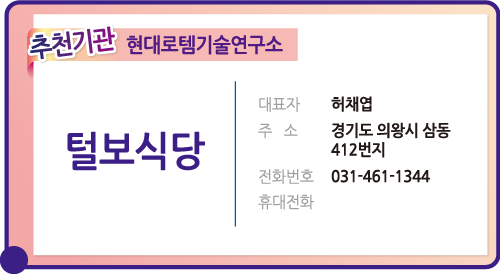 추천기관 현대로템기술연구소
털보식당
대표자 허채엽
주 소 경기도 의왕시 삼동
412번지
전화번호 031-461-1344
휴대전화